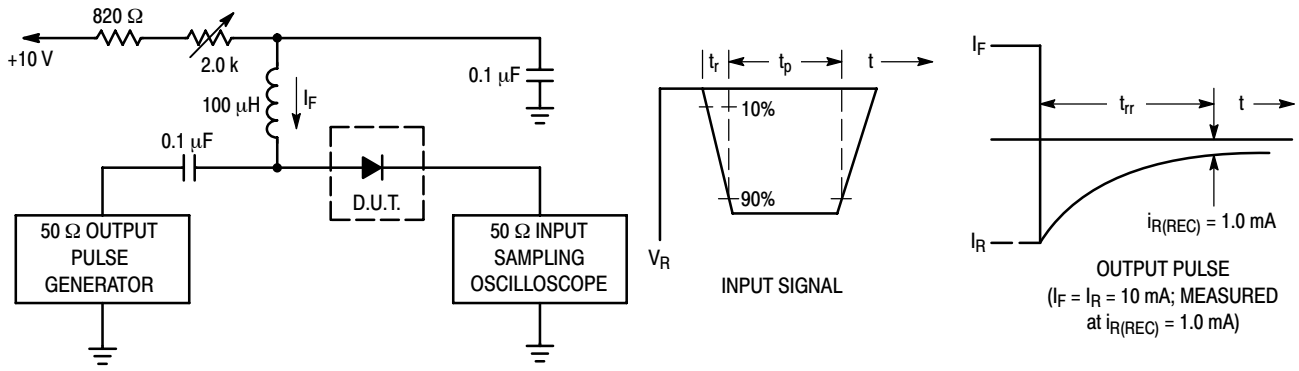 820 Ω
+10 V
2.0 k
0.1 μF
100 μH
I_F
0.1 μF
D.U.T.
50 Ω OUTPUT
PULSE
GENERATOR
50 Ω INPUT
SAMPLING
OSCILLOSCOPE
t_r
t_p
t
10%
90%
V_R
INPUT SIGNAL
I_F
t_rr
t
I_R
i_R(REC) = 1.0 mA
OUTPUT PULSE
(I_F = I_R = 10 mA; MEASURED
at i_R(REC) = 1.0 mA)